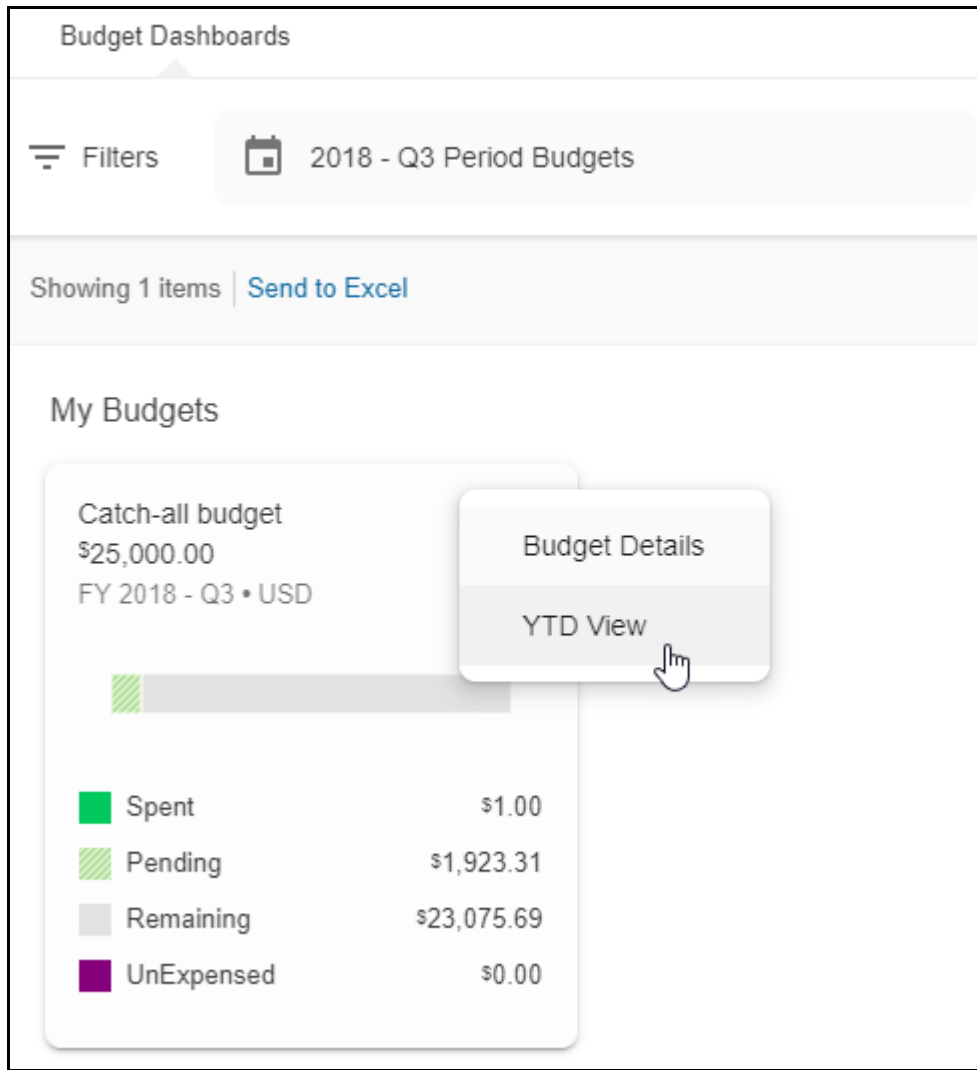 Budget Dashboards
Filters
2018 - Q3 Period Budgets
Showing 1 items
Send to Excel
My Budgets
Catch-all budget
$25,000.00
FY 2018 - Q3 • USD
Budget Details
YTD View
Spent $1.00
Pending $1,923.31
Remaining $23,075.69
UnExpensed $0.00